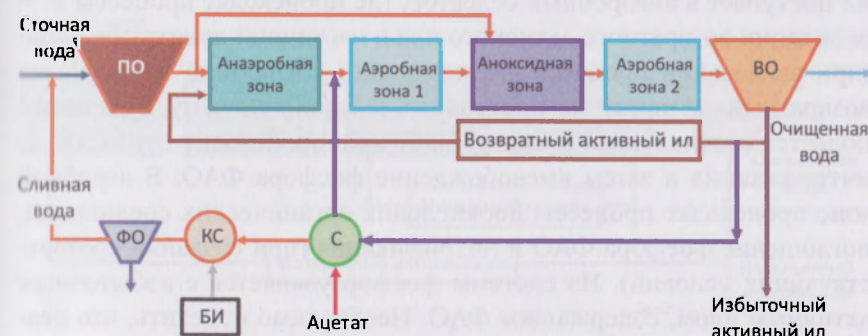 Сточная
вода
ПО
Анаэробная
зона
Аэробная
зона 1
Аноксидная
зона
Аэробная
зона 2
ВО
Возвратный активный ил
Очищенная
вода
Сливная
вода
ФО
КС
С
БИ
Ацетат
Избыточный
активный ил